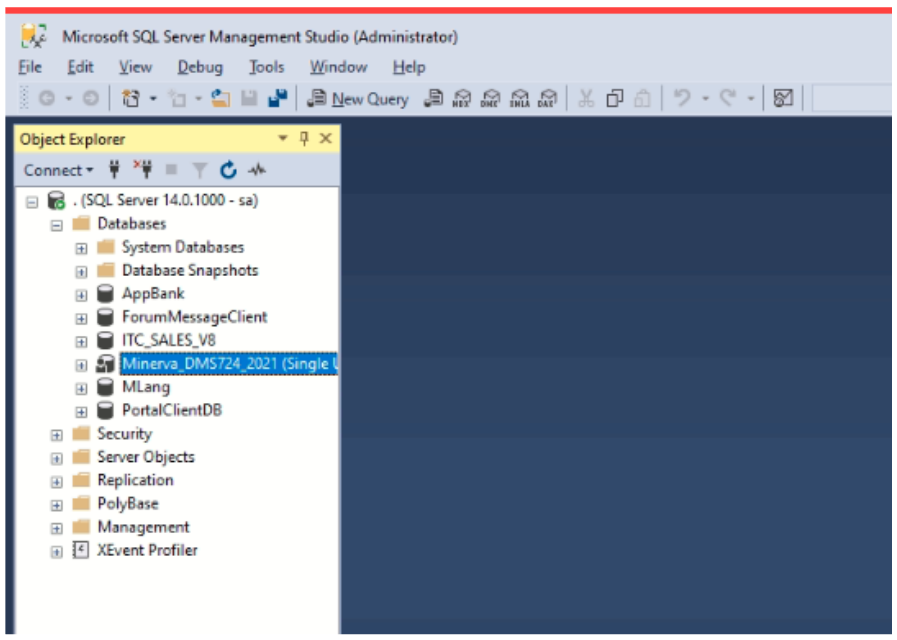 Microsoft SQL Server Management Studio (Administrator)
File Edit View Debug Tools Window Help
New Query MDX DMX XMLA DAX
Object Explorer
Connect
. (SQL Server 14.0.1000 - sa)
Databases
System Databases
Database Snapshots
AppBank
ForumMessageClient
ITC_SALES_V8
Minerva_DMS724_2021 (Single U
MLang
PortalClientDB
Security
Server Objects
Replication
PolyBase
Management
XEvent Profiler